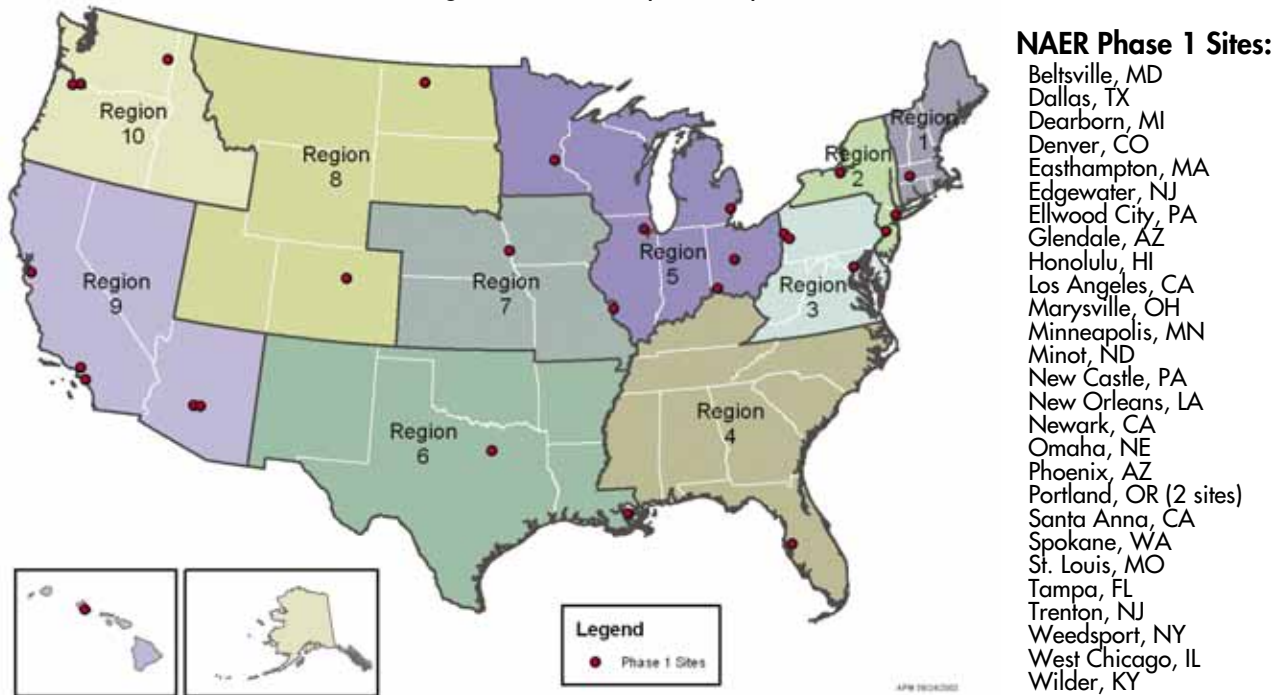 Region
10
Region
8
Region
9
Region
7
Region
6
Region
5
Region
4
Region
3
Region
2
Region
1
Legend
Phase 1 Sites
NAER Phase 1 Sites:
Beltsville, MD
Dallas, TX
Dearborn, MI
Denver, CO
Easthampton, MA
Edgewater, NJ
Ellwood City, PA
Glendale, AZ
Honolulu, HI
Los Angeles, CA
Marysville, OH
Minneapolis, MN
Minot, ND
New Castle, PA
New Orleans, LA
Newark, CA
Omaha, NE
Phoenix, AZ
Portland, OR (2 sites)
Santa Anna, CA
Spokane, WA
St. Louis, MO
Tampa, FL
Trenton, NJ
Weedsport, NY
West Chicago, IL
Wilder, KY